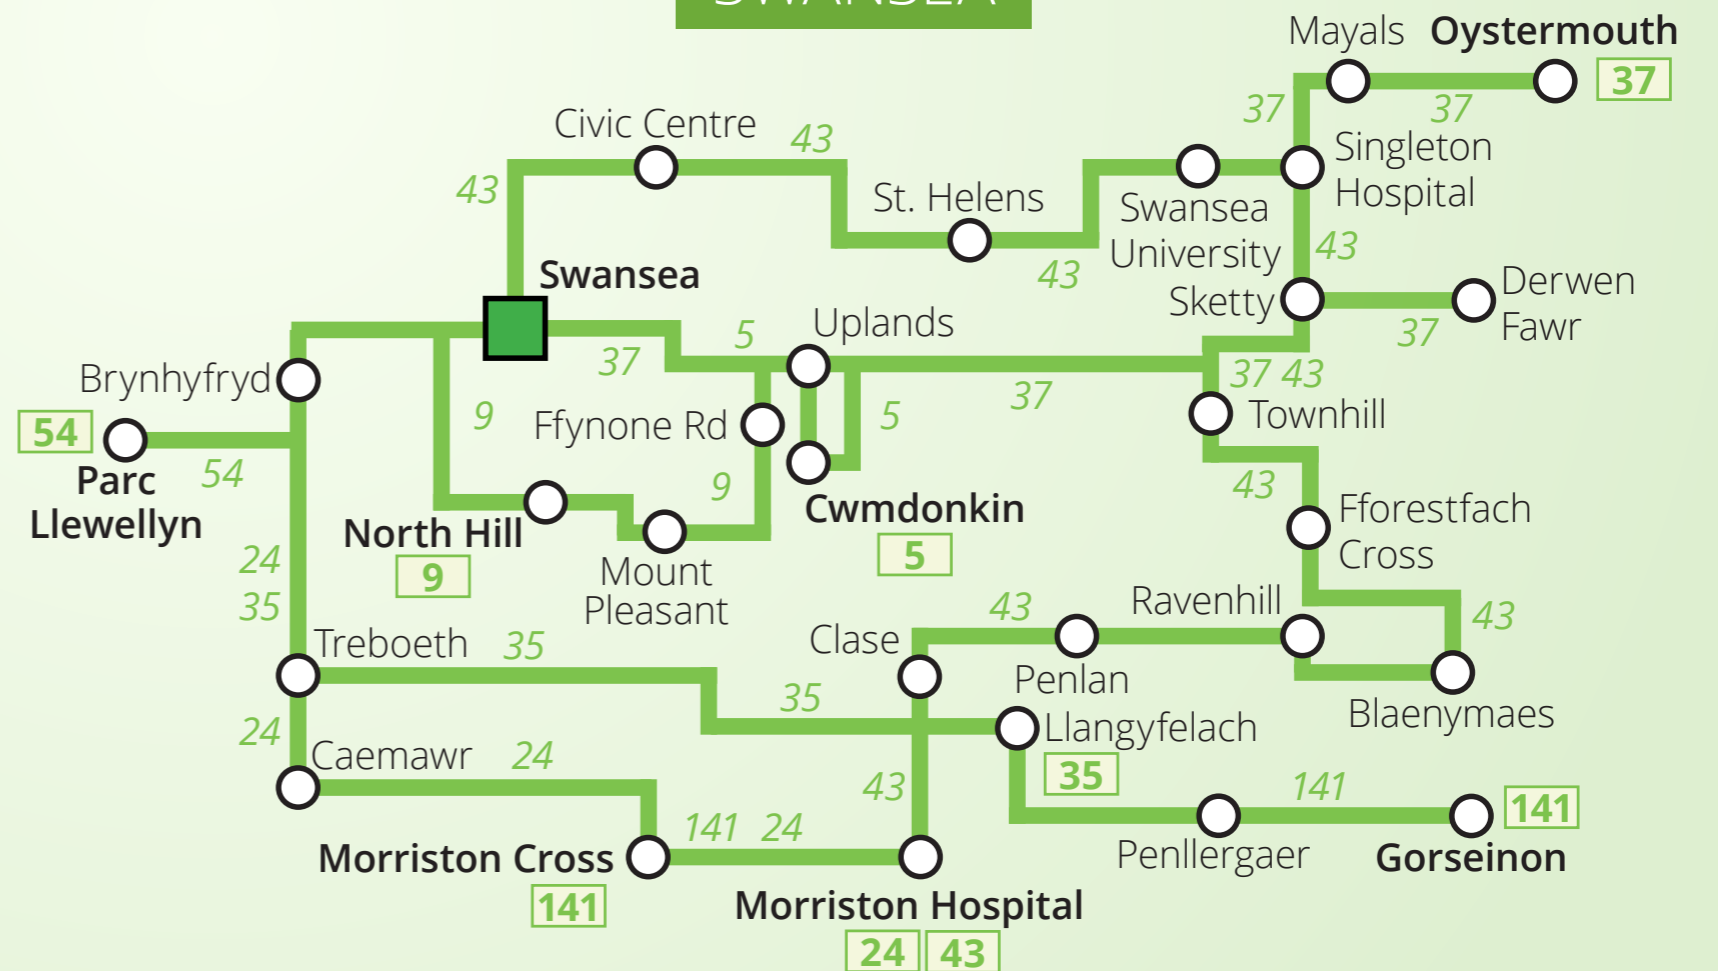 SWANSEA
Mayals
Oystermouth
37
37
37
Civic Centre
43
43
Singleton
Hospital
St. Helens
43
Swansea
University
43
Swansea
Sketty
Derwen
Fawr
37
Uplands
5
37
37
37 43
Brynhyfryd
9
Ffynone Rd
5
Townhill
54
Parc
Llewellyn
54
9
43
North Hill
9
Cwmdonkin
5
Fforestfach
Cross
Mount
Pleasant
24
35
Treboeth
35
Clase
43
Ravenhill
43
Penlan
Blaenymaes
35
Llangyfelach
35
24
Caemawr
24
43
141
141
Morriston Cross
141
141 24
Penllergaer
Gorseinon
Morriston Hospital
24
43